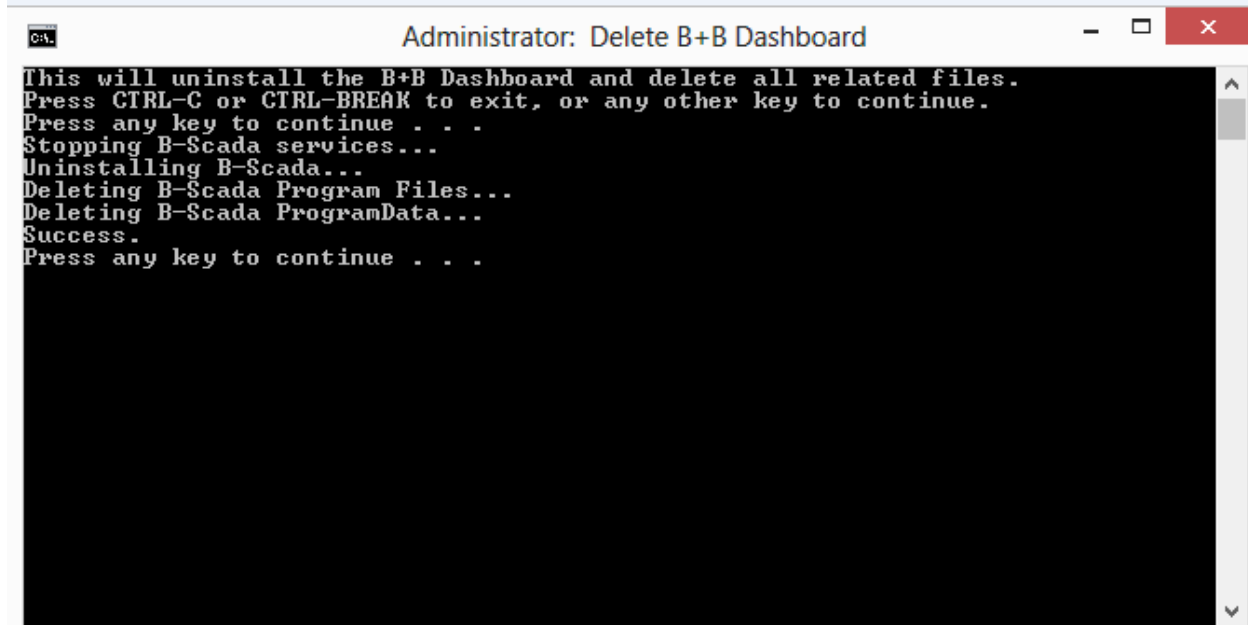 Administrator: Delete B+B Dashboard
This will uninstall the B+B Dashboard and delete all related files.
Press CTRL-C or CTRL-BREAK to exit, or any other key to continue.
Press any key to continue . . .
Stopping B-Scada services...
Uninstalling B-Scada...
Deleting B-Scada Program Files...
Deleting B-Scada ProgramData...
Success.
Press any key to continue . . .